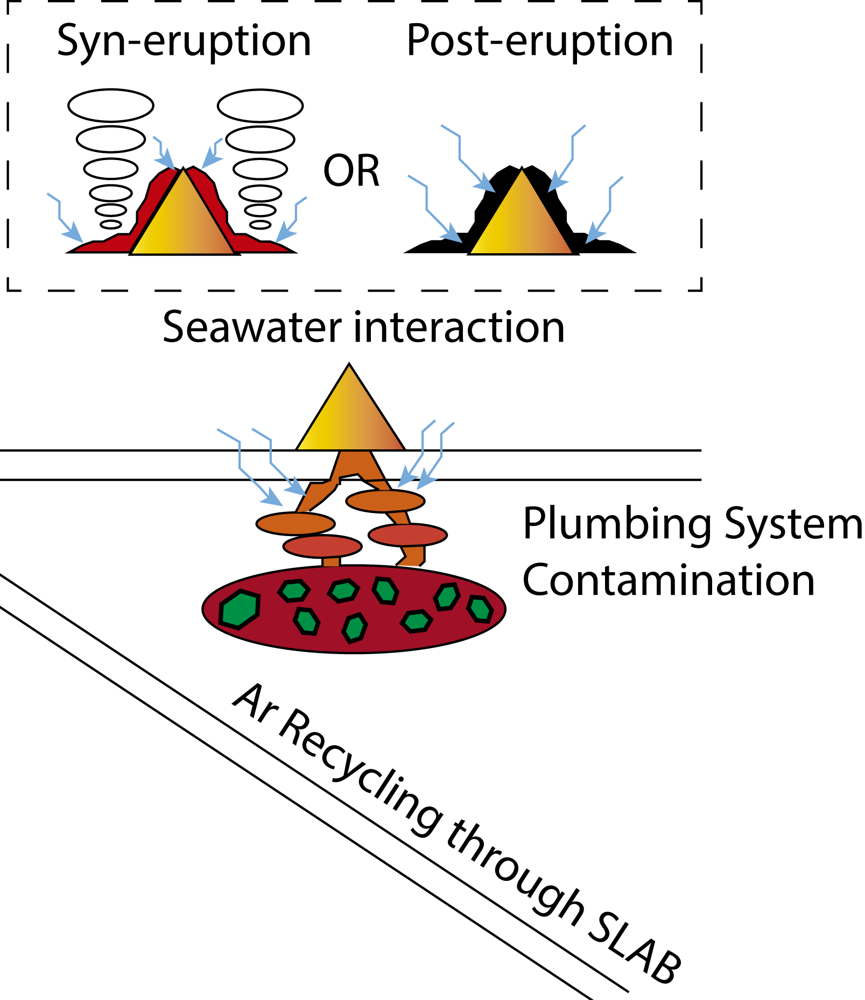 Syn-eruption
Post-eruption
OR
Seawater interaction
Plumbing System
Contamination
Ar Recycling through SLAB